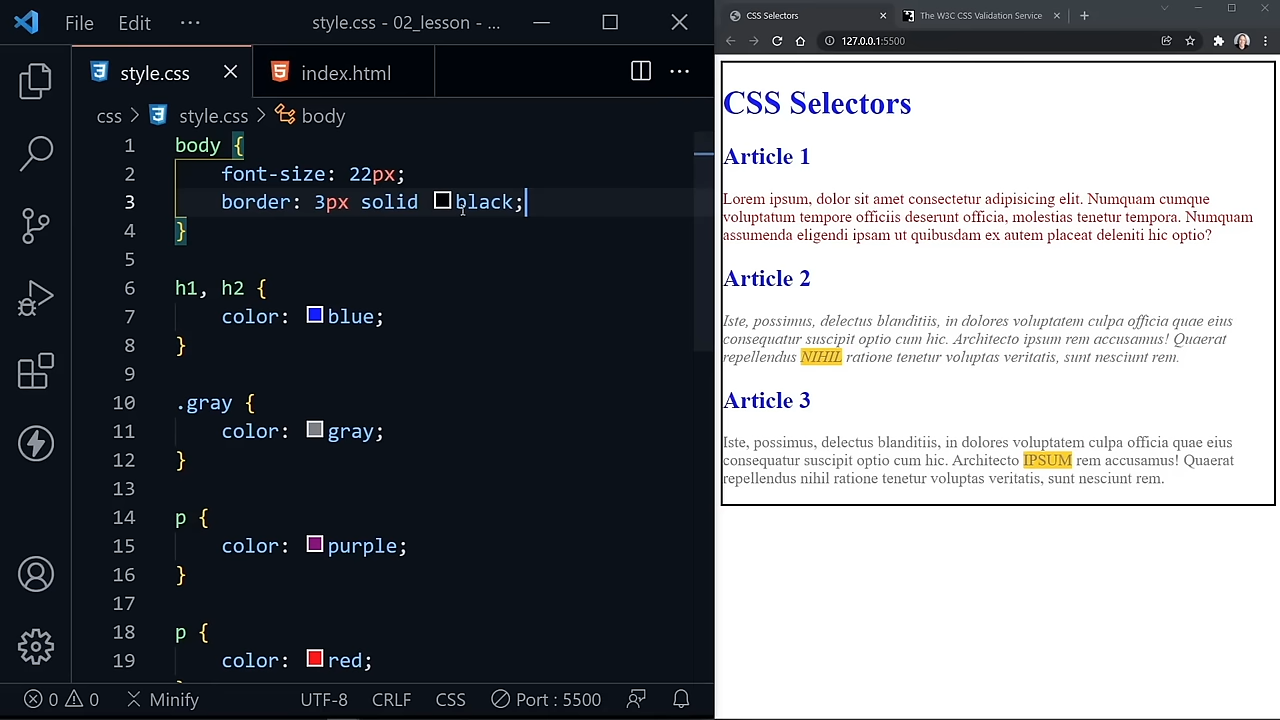 File Edit ··· style.css - 02_lesson - ...
style.css index.html
css > style.css > body
1 body {
2 font-size: 22px;
3 border: 3px solid black;
4 }
5
6 h1, h2 {
7 color: blue;
8 }
9
10 .gray {
11 color: gray;
12 }
13
14 p {
15 color: purple;
16 }
17
18 p {
19 color: red;
0 0 Minify UTF-8 CRLF CSS Port : 5500
CSS Selectors The W3C CSS Validation Service
127.0.0.1:5500
CSS Selectors
Article 1
Lorem ipsum, dolor sit amet consectetur adipisicing elit. Numquam cumque
voluptatum tempore officiis deserunt officia, molestias tenetur tempora. Numquam
assumenda eligendi ipsam ut quibusdam ex autem placeat deleniti hic optio?
Article 2
Iste, possimus, delectus blanditiis, in dolores voluptatem culpa officia quae eius
consequatur suscipit optio cum hic. Architecto ipsum rem accusamus! Quaerat
repellendus NIHIL ratione tenetur voluptas veritatis, sunt nesciunt rem.
Article 3
Iste, possimus, delectus blanditiis, in dolores voluptatem culpa officia quae eius
consequatur suscipit optio cum hic. Architecto IPSUM rem accusamus! Quaerat
repellendus nihil ratione tenetur voluptas veritatis, sunt nesciunt rem.